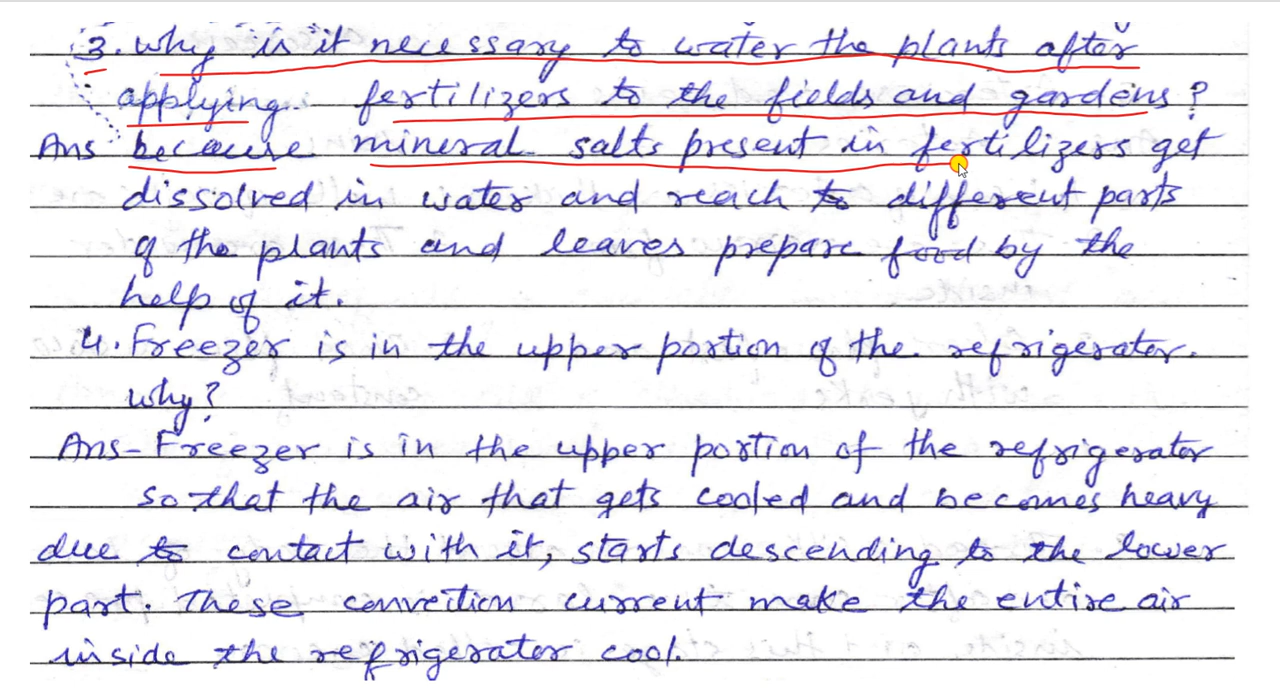 3. Why is it necessary to water the plants after
applying fertilizers to the fields and gardens?
Ans because mineral salts present in fertilizers get
dissolved in water and reach to different parts
of the plants and leaves prepare food by the
help of it.
4. Freezer is in the upper portion of the refrigerator.
why?
Ans- Freezer is in the upper portion of the refrigerator
so that the air that gets cooled and becomes heavy
due to contact with it, starts descending to the lower
part. These convection current make the entire air
inside the refrigerator cool.